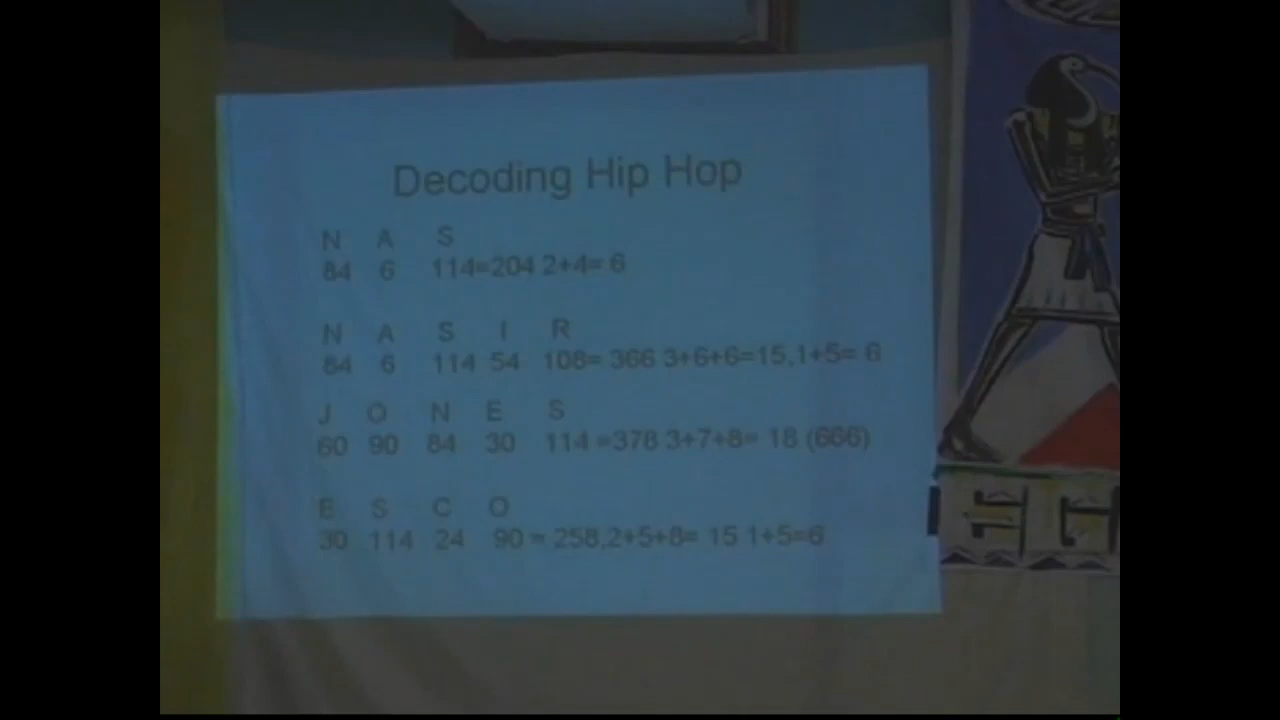 Decoding Hip Hop
N A S
84 6 114=204 2+4= 6
N A S I R
84 6 114 54 108= 366 3+6+6=15,1+5= 6
J O N E S
60 90 84 30 114 =378 3+7+8= 18 (666)
E S C O
30 114 24 90 = 258,2+5+8= 15 1+5=6